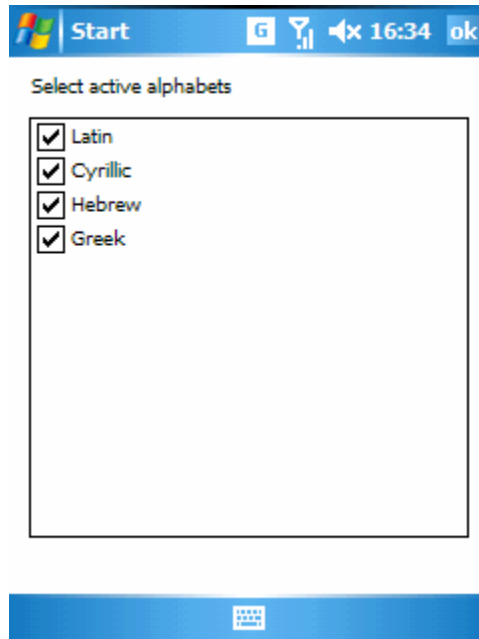 Start G 16:34 ok
Select active alphabets
Latin
Cyrillic
Hebrew
Greek